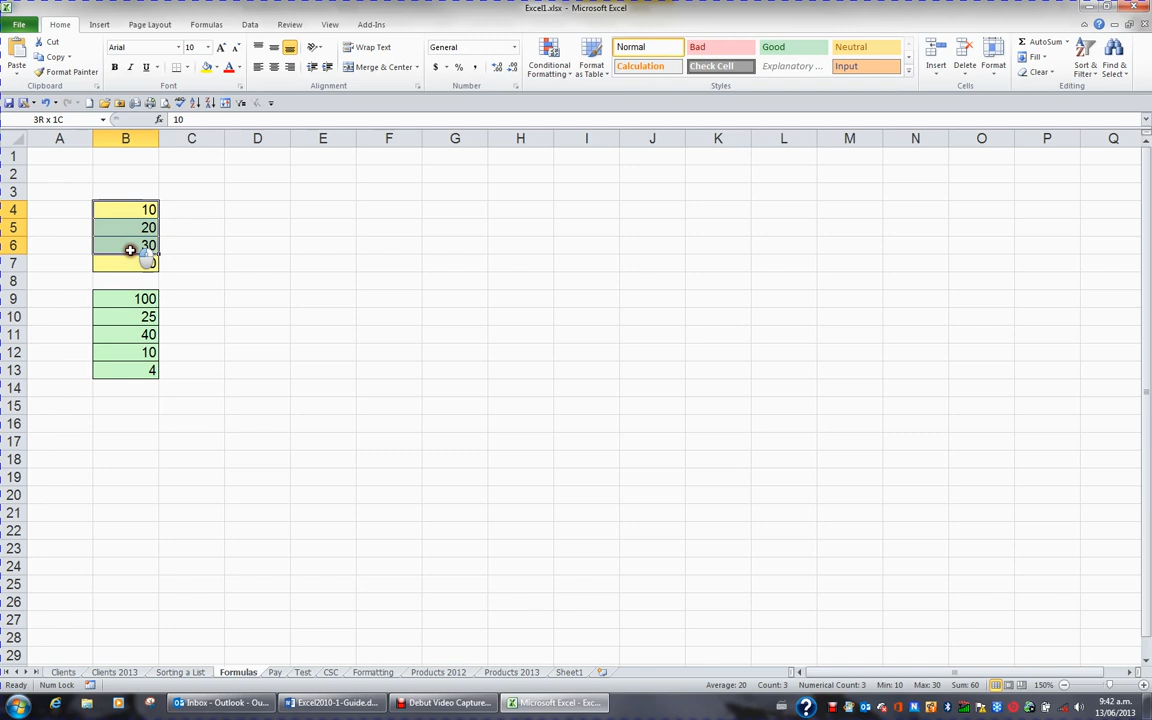 Excel1.xlsx - Microsoft Excel
File Home Insert Page Layout Formulas Data Review View Add-Ins
Paste
Cut
Copy
Format Painter
Clipboard
Arial 10
B I U
Font
Wrap Text
Merge & Center
Alignment
General
$ % ,
Number
Conditional Formatting
Format as Table
Normal Bad Good Neutral
Calculation Check Cell Explanatory ... Input
Styles
Insert Delete Format
Cells
AutoSum
Fill
Clear
Sort & Filter
Find & Select
Editing
3R x 1C fx 10
A B C D E F G H I J K L M N O P Q
1
2
3
4 10
5 20
6 30
7
8
9 100
10 25
11 40
12 10
13 4
14
15
16
17
18
19
20
21
22
23
24
25
26
27
28
29
Clients Clients 2013 Sorting a List Formulas Pay Test CSC Formatting Products 2012 Products 2013 Sheet1
Ready Num Lock Average: 20 Count: 3 Numerical Count: 3 Min: 10 Max: 30 Sum: 60 150%
Inbox - Outlook - Ou... Excel2010-1-Guide.d... Debut Video Capture... Microsoft Excel - Exc...
9:42 a.m.
13/06/2013